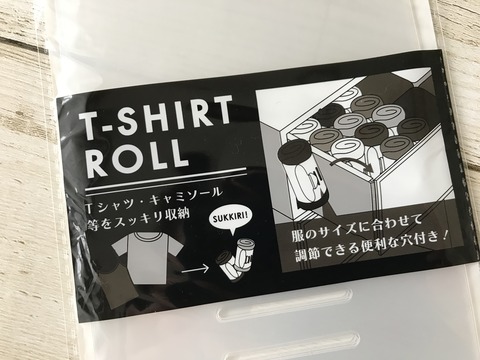 T-SHIRT
ROLL
Tシャツ・キャミソール
等をスッキリ収納
SUKKIRI!
服のサイズに合わせて
調節できる便利な穴付き!